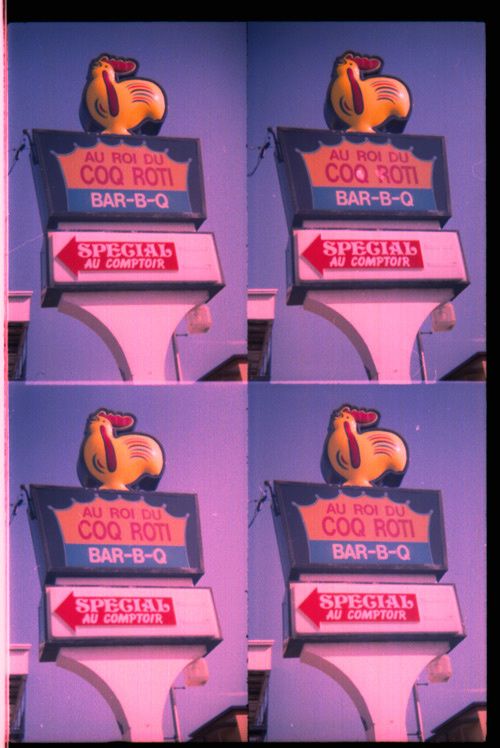 AU ROI DU
COQ ROTI
BAR-B-Q
SPECIAL
AU COMPTOIR
AU ROI DU
COQ ROTI
BAR-B-Q
SPECIAL
AU COMPTOIR
AU ROI DU
COQ ROTI
BAR-B-Q
SPECIAL
AU COMPTOIR
AU ROI DU
COQ ROTI
BAR-B-Q
SPECIAL
AU COMPTOIR